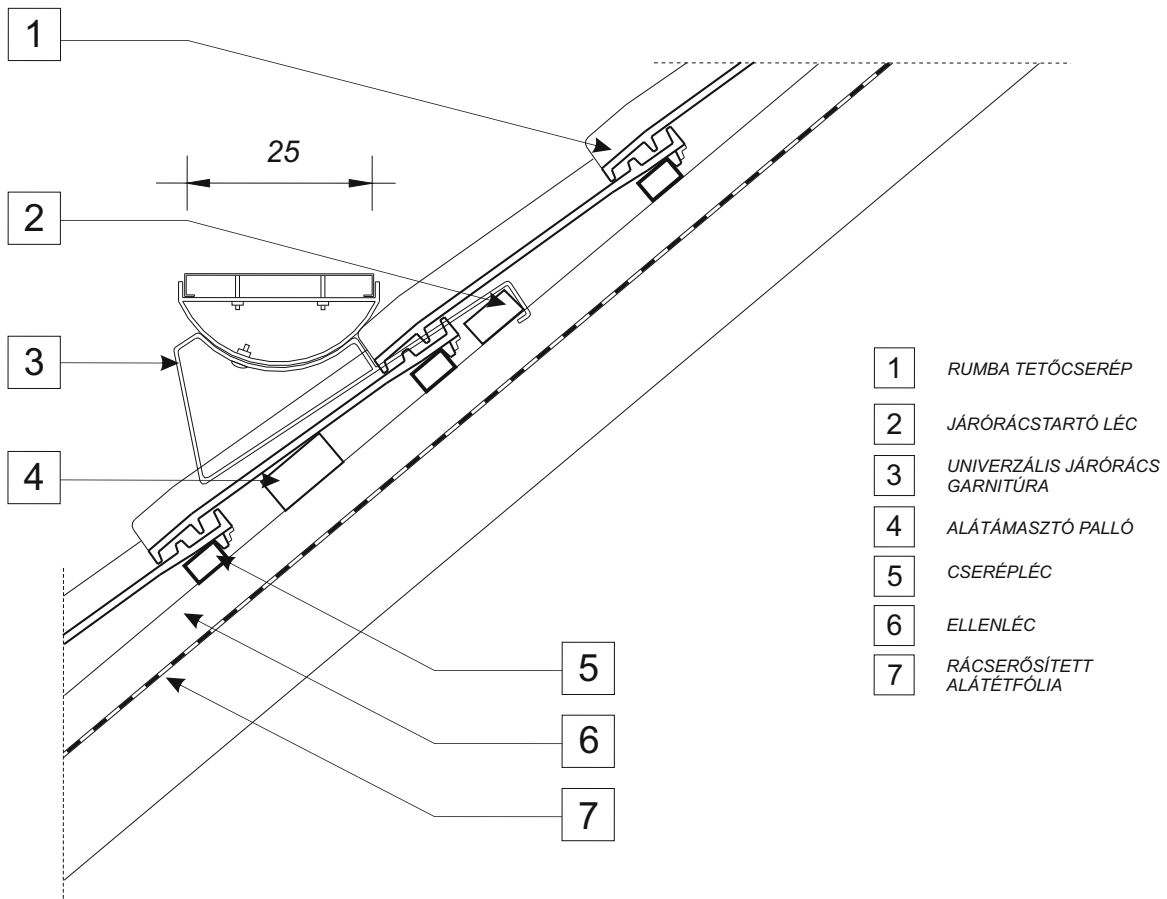 1
25
2
3
4
5
6
7
1 RUMBA TETŐCSERÉP
2 JÁRÓRÁCSTARTÓ LÉC
3 UNIVERZÁLIS JÁRÓRÁCS
GARNITÚRA
4 ALÁTÁMASZTÓ PALLÓ
5 CSERÉPLÉC
6 ELLENLÉC
7 RÁCSERŐSÍTETT
ALÁTÉTFÓLIA